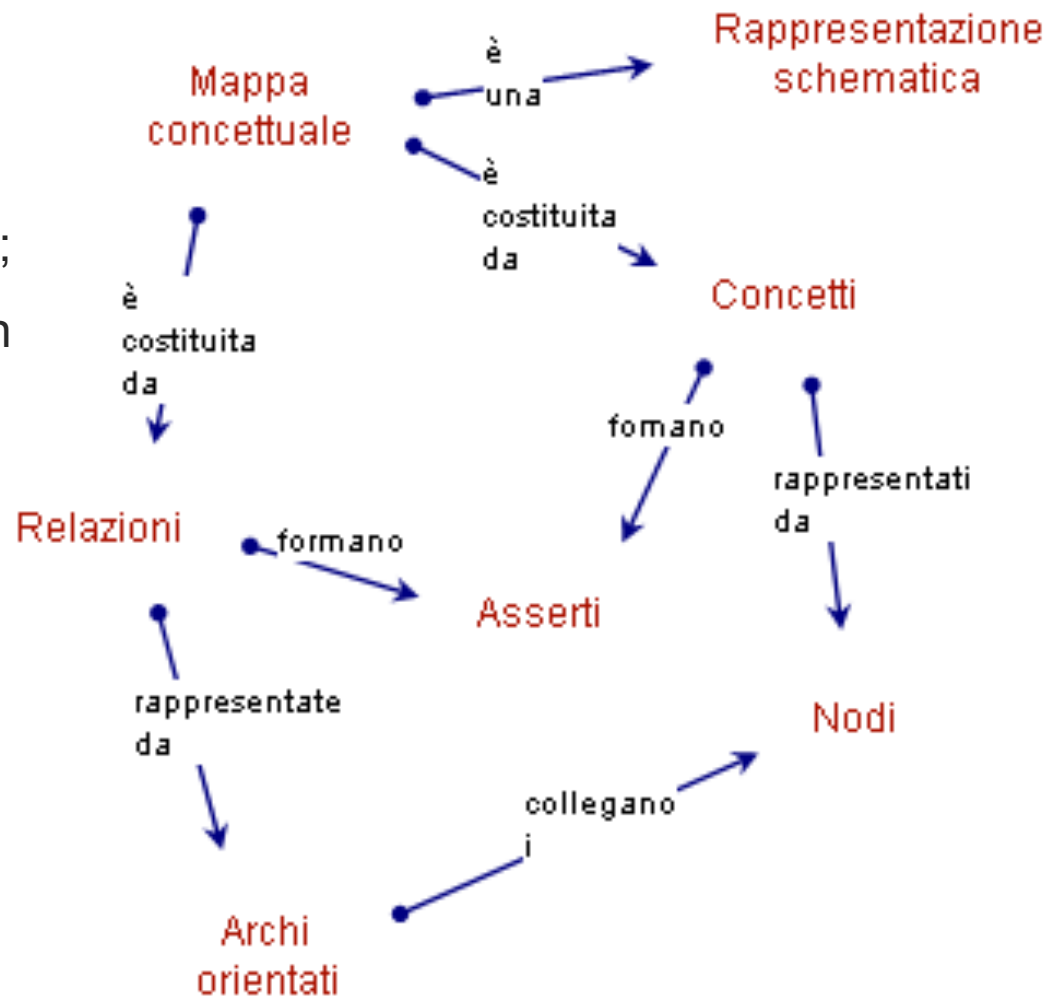 Rappresentazione
schematica
è
una
Mappa
concettuale
è
costituita
da
;
n
è
costituita
da
Concetti
fomano
rappresentati
da
Relazioni
formano
Asserti
rappresentate
da
Nodi
collegano
i
Archi
orientati